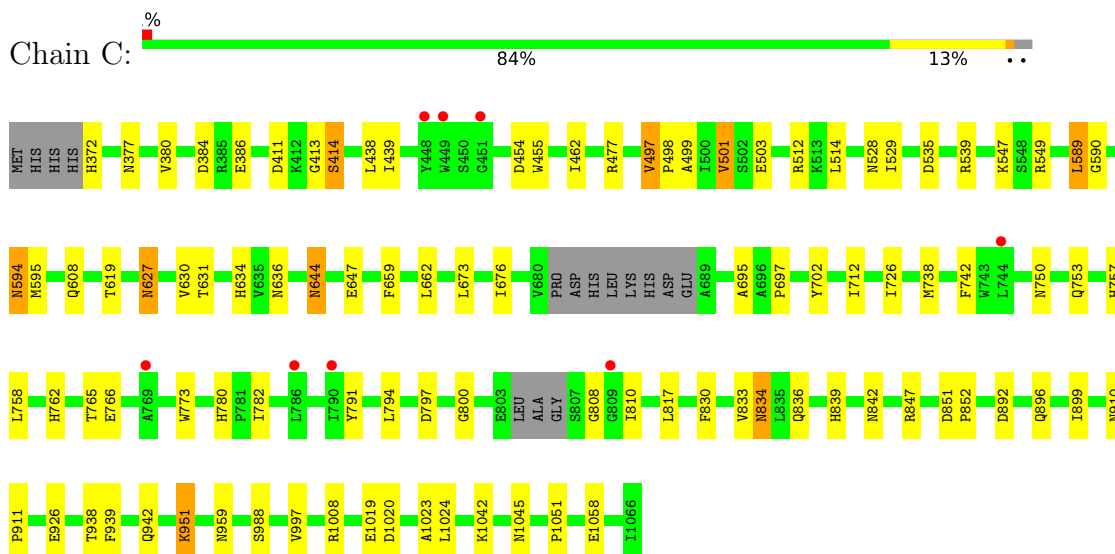 .%
Chain C:
84% 13% • •
MET HIS HIS HIS H372 N377 V380 D384 R385 E386 D411 K412 G413 S414 L438 I439 Y448 W449 S450 G451 D454 W455 I462 R477 V497 P498 A499 I500 V501 S502 E503 R512 K513 L514 N528 I529 D535 R539 K547 S548 R549 L589 G590
N594 M595 Q608 T619 N627 V630 T631 H634 V635 N636 N644 E647 F659 L662 L673 I676 V680 PRO ASP HIS LEU LYS HIS ASP GLU A689 A695 A696 P697 Y702 I712 I726 M738 F742 W743 L744 N750 Q753 H757
L758 H762 T765 E766 A769 W773 H780 P781 I782 L786 I790 Y791 L794 D797 G800 E803 LEU ALA GLY S807 G808 G809 I810 L817 F830 V833 N834 L835 Q836 H839 N842 R847 D851 P852 D892 Q896 I899 N910
P911 E926 T938 F939 Q942 K951 N959 S988 V997 R1008 E1019 D1020 A1023 L1024 K1042 N1045 P1051 E1058 I1066